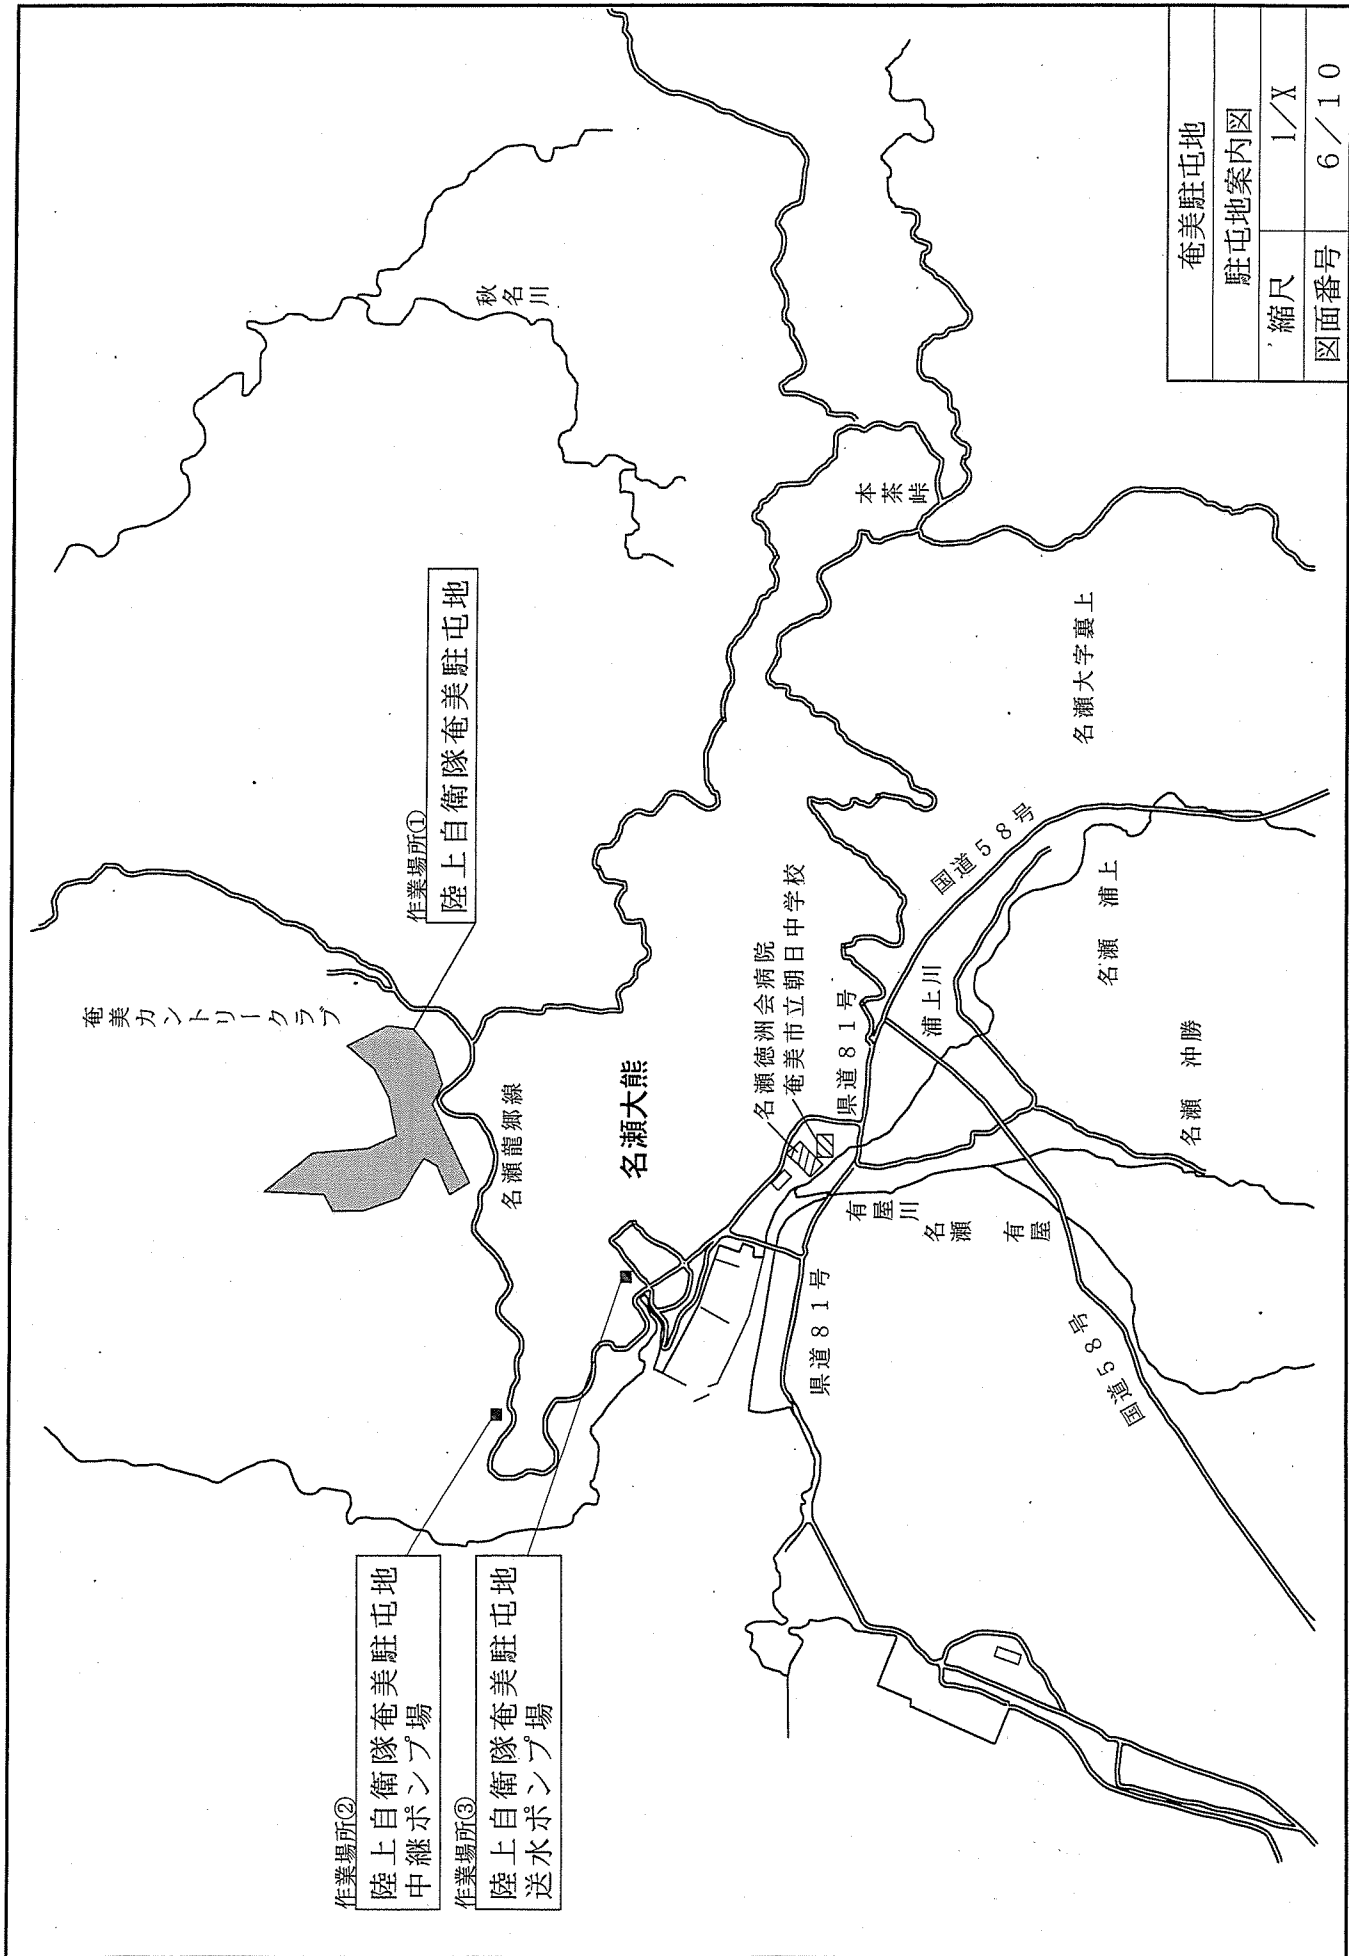 作業場所①
陸上自衛隊奄美駐屯地
作業場所②
陸上自衛隊奄美駐屯地
中継ポンプ場
作業場所③
陸上自衛隊奄美駐屯地
送水ポンプ場
奄美カントリークラブ
秋名川
名瀬龍郷線
名瀬大熊
本茶峠
名瀬徳洲会病院
奄美市立朝日中学校
県道81号
国道58号
名瀬大字裏上
浦上川
名瀬 浦上
有屋川
名瀬 有屋
名瀬 沖勝
県道81号
国道58号
奄美駐屯地
駐屯地案内図
縮尺 1/X
図面番号 6/10